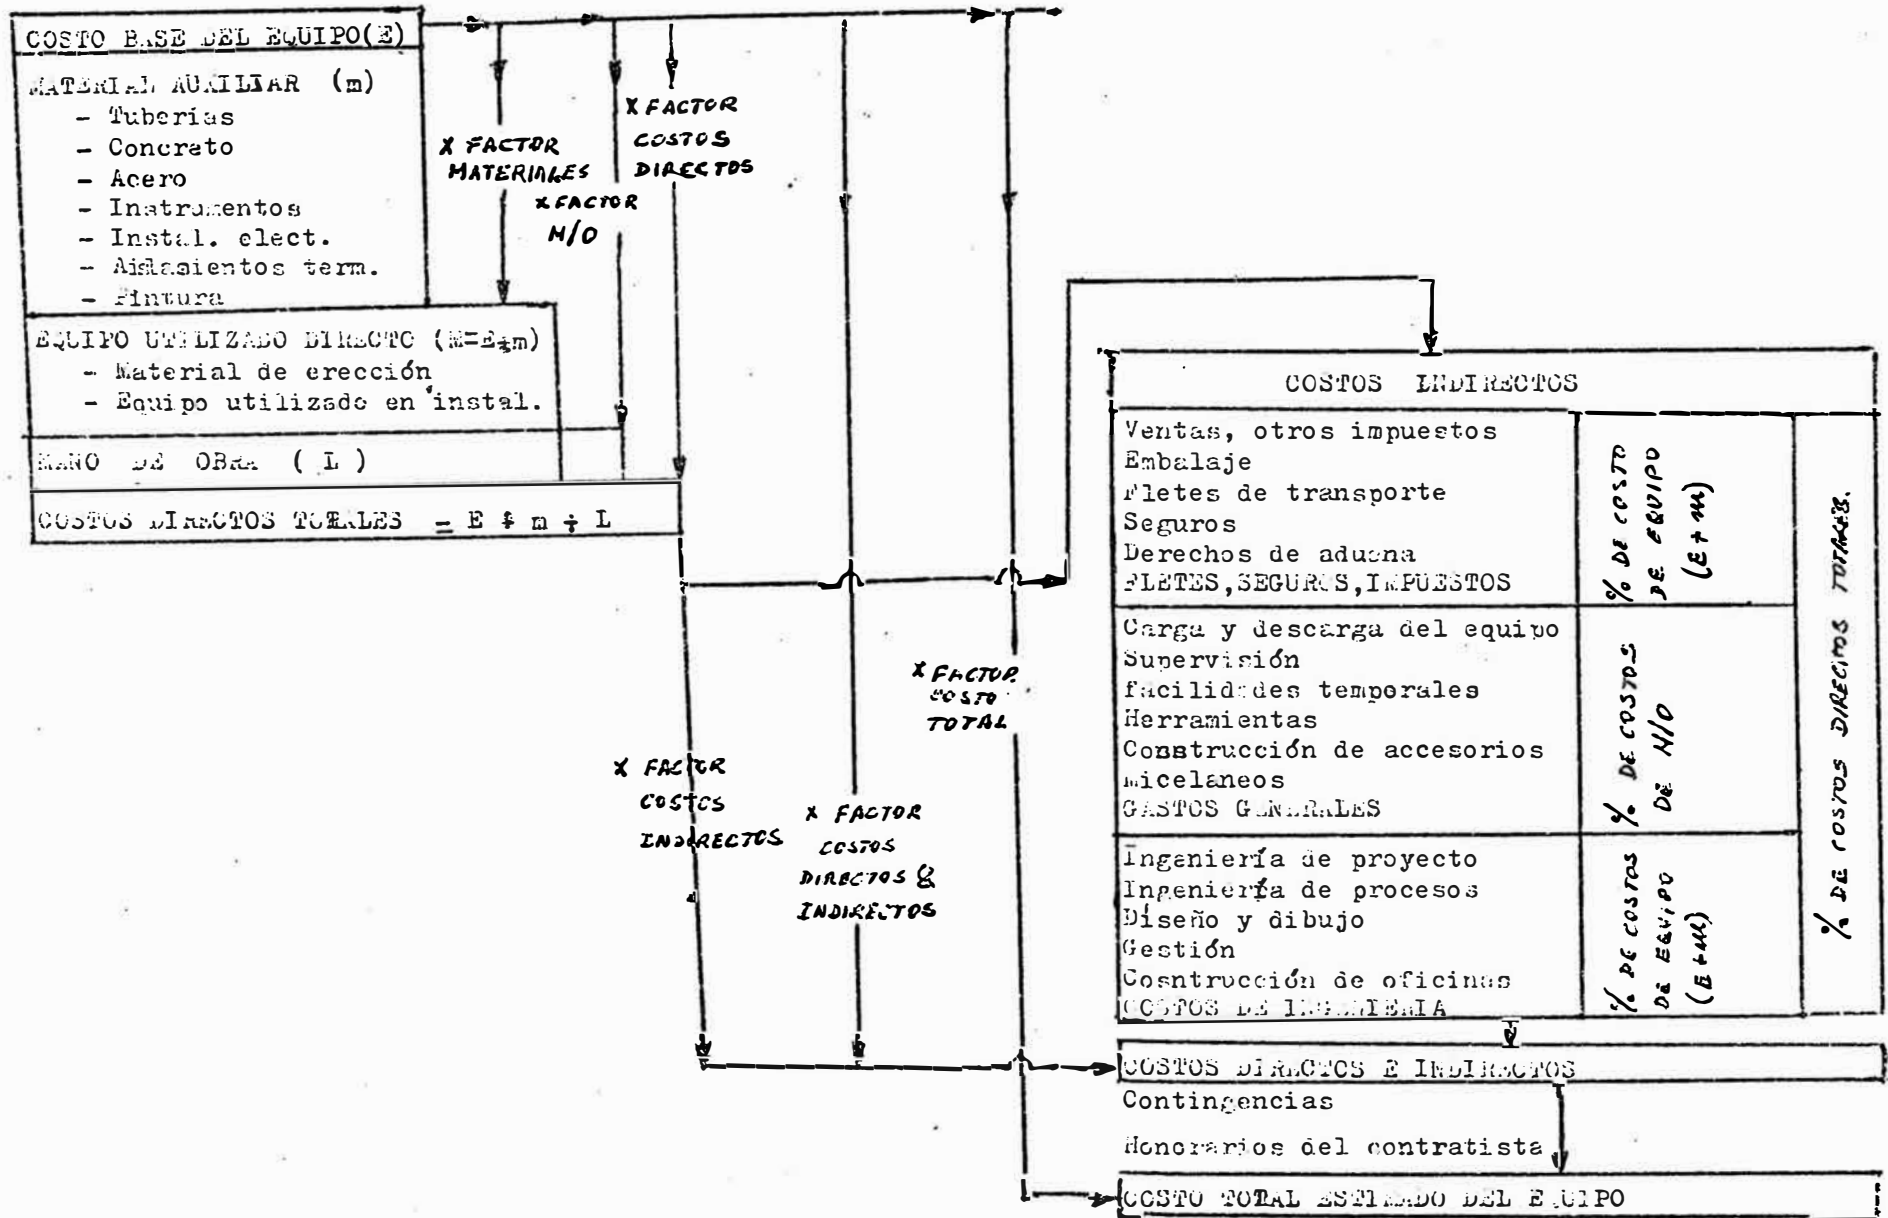 COSTO BASE DEL EQUIPO(E)
MATERIAL AUXILIAR (m)
- Tuberías
- Concreto
- Acero
- Instrumentos
- Instal. elect.
- Aislamientos term.
- Pintura
EQUIPO UTILIZADO DIRECTO (M=E+m)
- Material de erección
- Equipo utilizado en instal.
MANO DE OBRA ( L )
COSTOS DIRECTOS TOTALES = E + m + L
X FACTOR
MATERIALES
X FACTOR
M/O
X FACTOR
COSTOS
DIRECTOS
X FACTOR
COSTOS
INDIRECTOS
X FACTOR
COSTOS
DIRECTOS &
INDIRECTOS
X FACTOR
COSTO
TOTAL
COSTOS INDIRECTOS
Ventas, otros impuestos
Embalaje
Fletes de transporte
Seguros
Derechos de aduana
FLETES,SEGUROS,IMPUESTOS
% DE COSTO
DE EQUIPO
(E+m)
Carga y descarga del equipo
Supervisión
facilidades temporales
Herramientas
Construcción de accesorios
micelaneos
GASTOS GENERALES
% DE COSTOS
DE M/O
Ingeniería de proyecto
Ingeniería de procesos
Diseño y dibujo
Gestión
Cosntrucción de oficinas
COSTOS DE INGENIERIA
% DE COSTOS
DE EQUIPO
(E+m)
% DE COSTOS DIRECTOS TOTALES.
COSTOS DIRECTOS E INDIRECTOS
Contingencias
Honorarios del contratista
COSTO TOTAL ESTIMADO DEL EQUIPO